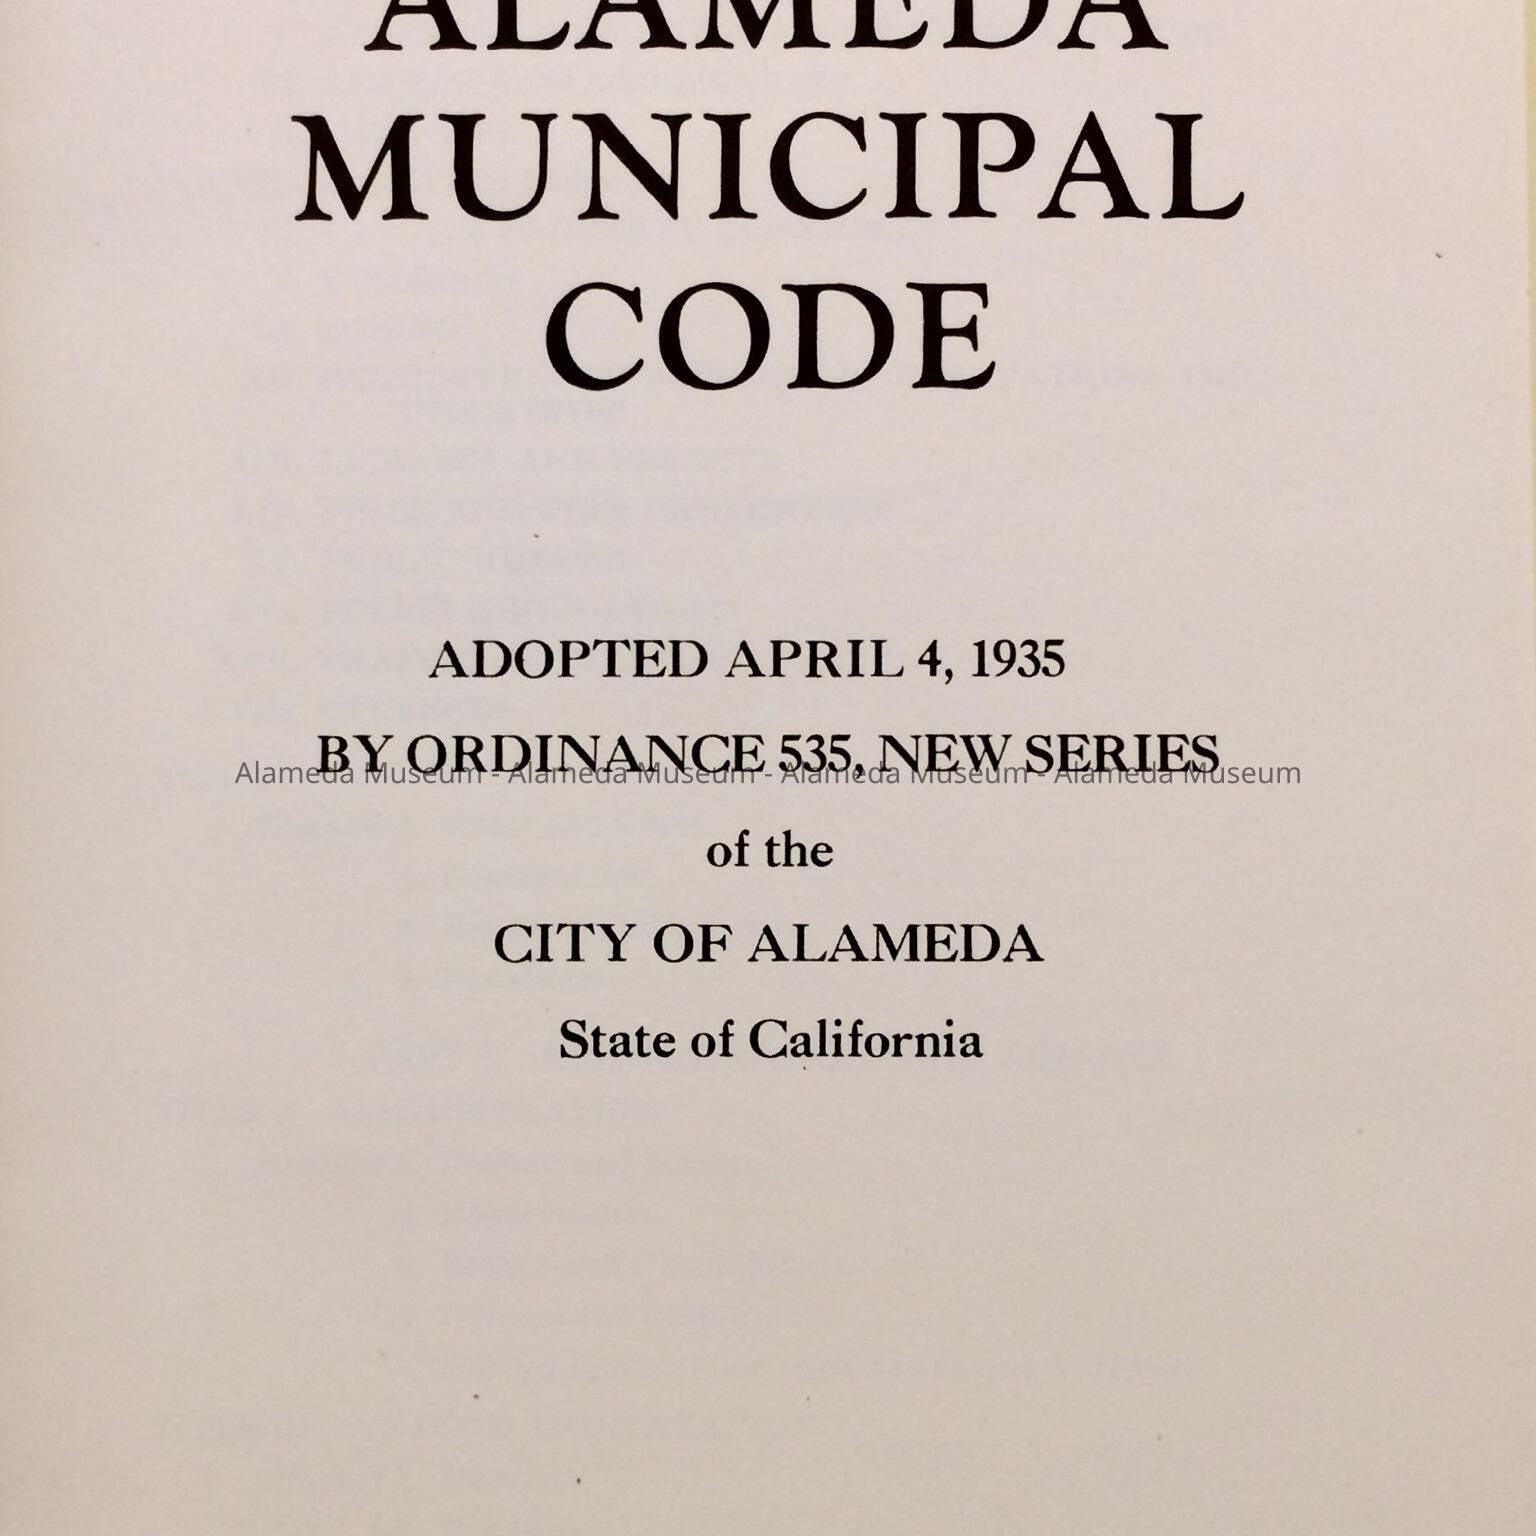 ALAMEDA
MUNICIPAL
CODE
ADOPTED APRIL 4, 1935
BY ORDINANCE 535, NEW SERIES
Alameda Museum - Alameda Museum - Alameda Museum - Alameda Museum
of the
CITY OF ALAMEDA
State of California